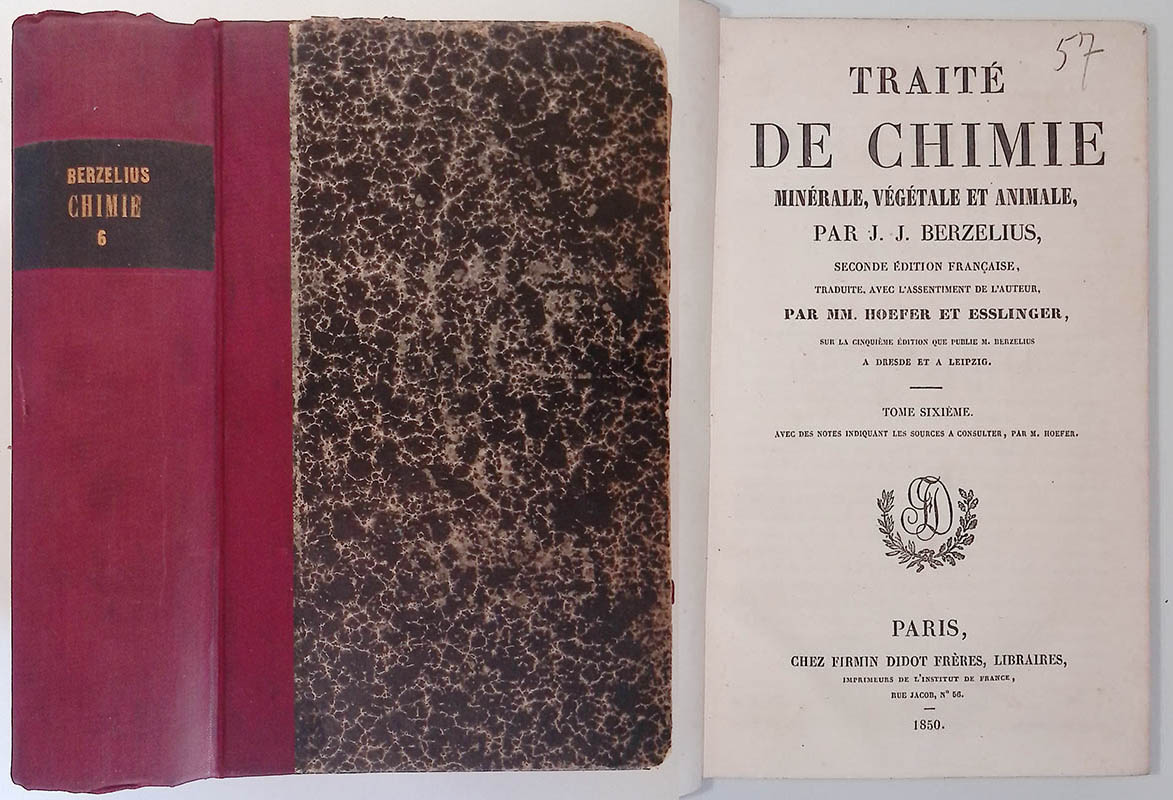 BERZELIUS
CHIMIE
6
57
TRAITÉ
DE CHIMIE
MINÉRALE, VÉGÉTALE ET ANIMALE,
PAR J. J. BERZELIUS,
SECONDE ÉDITION FRANÇAISE,
TRADUITE, AVEC L'ASSENTIMENT DE L'AUTEUR,
PAR MM. HOEFER ET ESSLINGER,
SUR LA CINQUIÈME ÉDITION QUE PUBLIE M. BERZELIUS
A DRESDE ET A LEIPZIG.
TOME SIXIÈME.
AVEC DES NOTES INDIQUANT LES SOURCES A CONSULTER, PAR M. HOEFER.
FD
PARIS,
CHEZ FIRMIN DIDOT FRÈRES, LIBRAIRES,
IMPRIMEURS DE L'INSTITUT DE FRANCE,
RUE JACOB, N° 56.
1850.